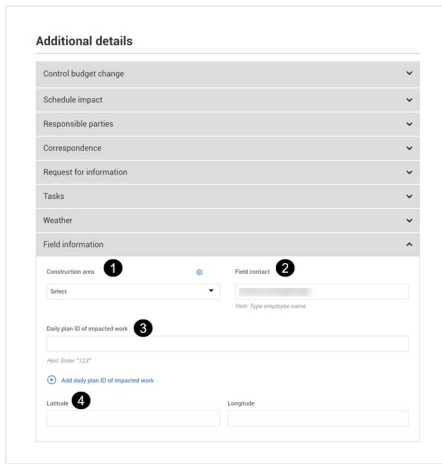 Additional details
Control budget change
Schedule impact
Responsible parties
Correspondence
Request for information
Tasks
Weather
Field information
Construction area 1 Field contact 2
Select
Hint: Type employee name
Daily plan ID of impacted work 3
Hint: Enter "123"
Add daily plan ID of impacted work
Latitude 4 Longitude